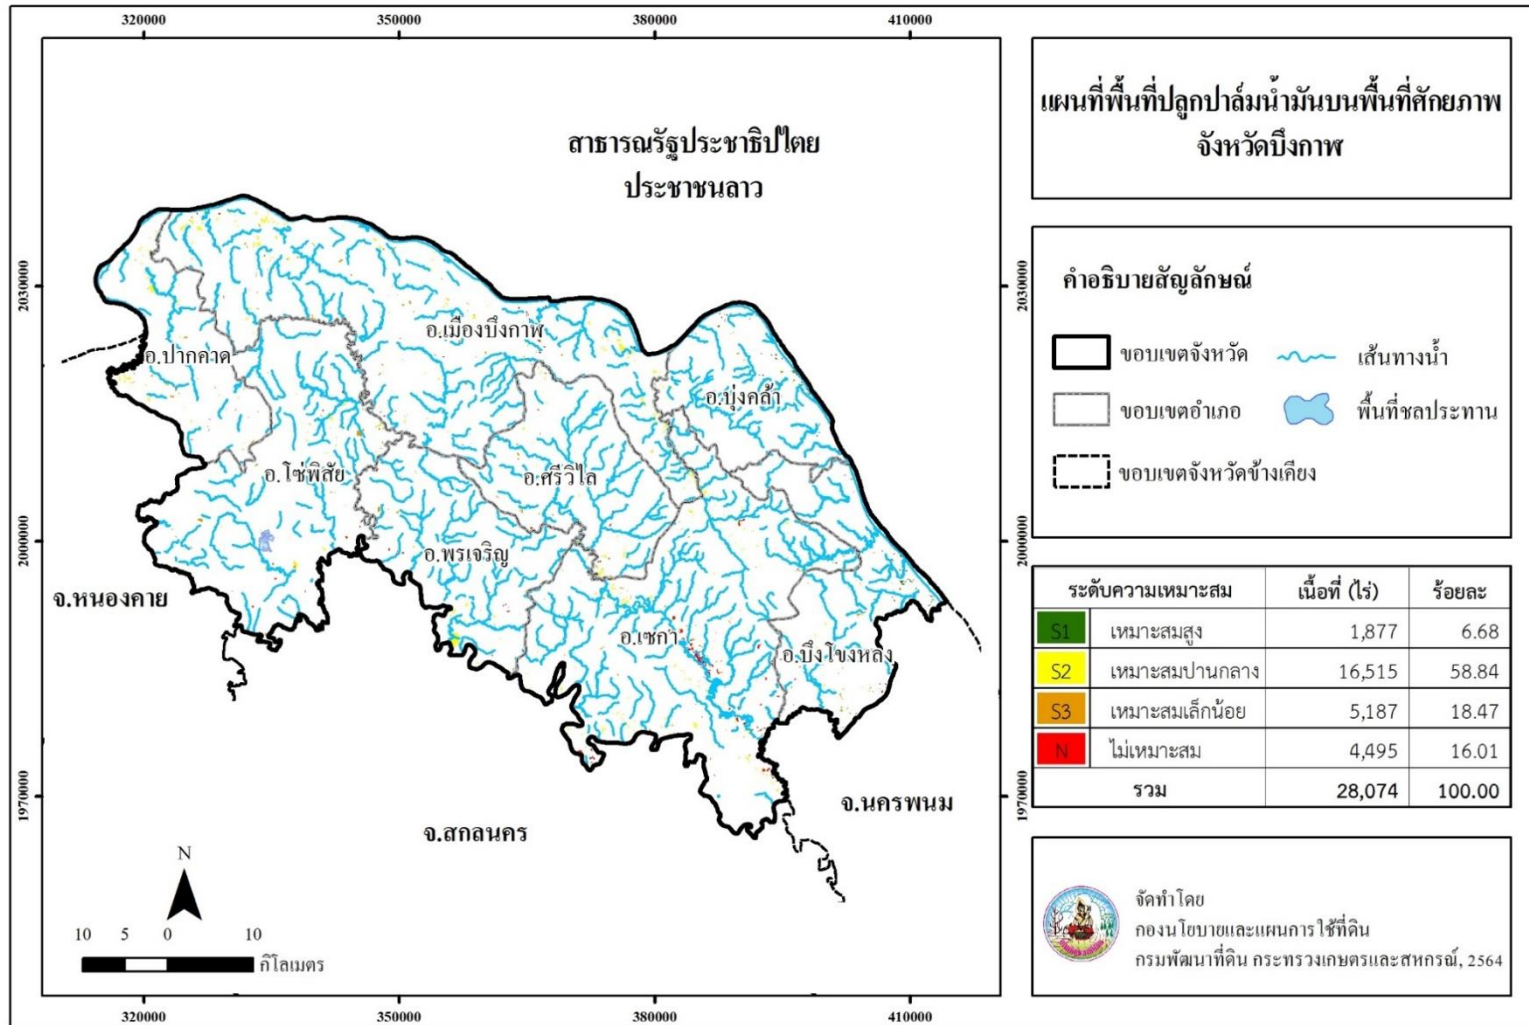 320000 350000 380000 410000
แผนที่พื้นที่ปลูกปาล์มน้ำมันบนพื้นที่ศักยภาพ
จังหวัดบึงกาฬ
สาธารณรัฐประชาธิปไตย
ประชาชนลาว
2030000 2030000
2000000 2000000
1970000 1970000
อ.เมืองบึงกาฬ
อ.ปากคาด
อ.บุ่งคล้า
อ.โซ่พิสัย
อ.ศรีวิไล
อ.พรเจริญ
อ.เซกา
อ.บึงโขงหลง
จ.หนองคาย
จ.สกลนคร
จ.นครพนม
N
10 5 0 10
กิโลเมตร
320000 350000 380000 410000
คำอธิบายสัญลักษณ์
ขอบเขตจังหวัด เส้นทางน้ำ
ขอบเขตอำเภอ พื้นที่ชลประทาน
ขอบเขตจังหวัดข้างเคียง
ระดับความเหมาะสม เนื้อที่ (ไร่) ร้อยละ
S1 เหมาะสมสูง 1,877 6.68
S2 เหมาะสมปานกลาง 16,515 58.84
S3 เหมาะสมเล็กน้อย 5,187 18.47
N ไม่เหมาะสม 4,495 16.01
รวม 28,074 100.00
จัดทำโดย
กองนโยบายและแผนการใช้ที่ดิน
กรมพัฒนาที่ดิน กระทรวงเกษตรและสหกรณ์, 2564